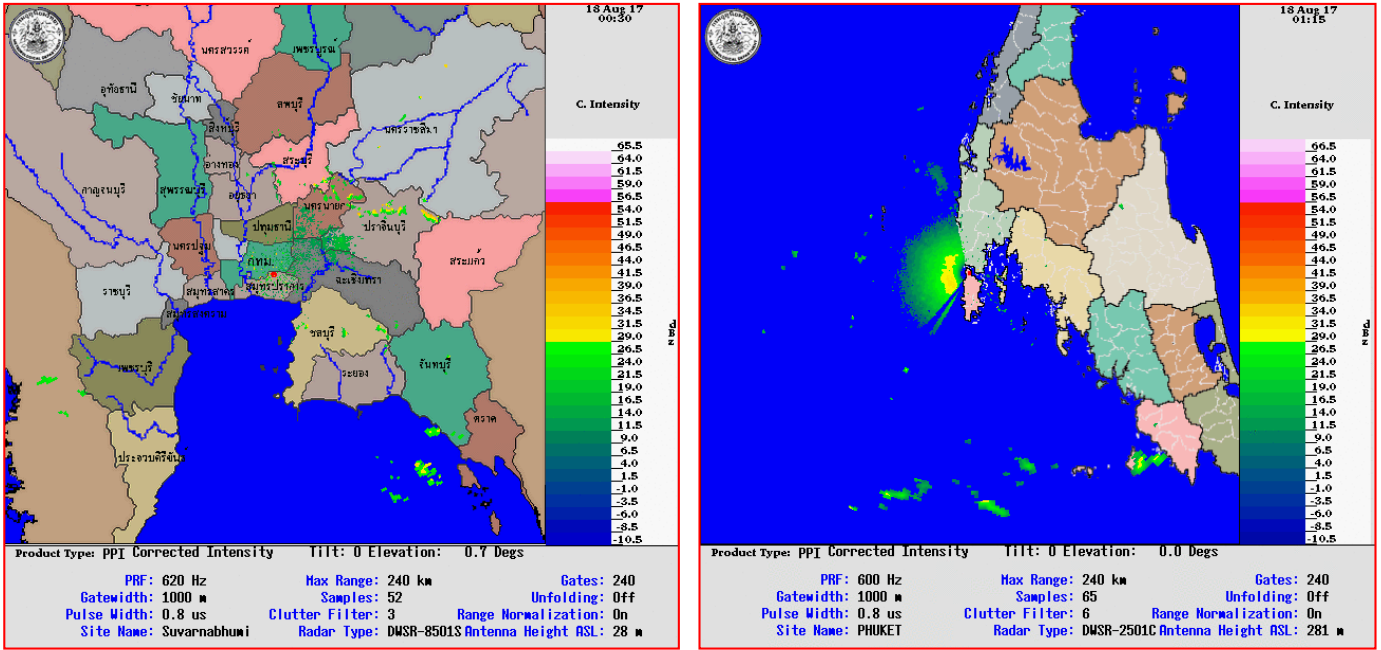 18 Aug 17
00:30
C. Intensity
65.5
64.0
61.5
59.0
56.5
54.0
51.5
49.0
46.5
44.0
41.5
39.0
36.5
34.0
31.5
29.0
26.5
24.0
21.5
19.0
16.5
14.0
11.5
9.0
6.5
4.0
1.5
-1.0
-3.5
-6.0
-8.5
-10.5
นครสวรรค์
เพชรบูรณ์
อุทัยธานี
ชัยนาท
ลพบุรี
สิงห์บุรี
นครราชสีมา
อ่างทอง
สระบุรี
กาญจนบุรี
สุพรรณบุรี
อยุธยา
นครนายก
ปทุมธานี
ปราจีนบุรี
นครปฐม
กทม.
สระแก้ว
สมุทรปราการ
ฉะเชิงเทรา
ราชบุรี
สมุทรสาคร
สมุทรสงคราม
ชลบุรี
เพชรบุรี
ระยอง
จันทบุรี
ตราด
ประจวบคีรีขันธ์
Product Type: PPI Corrected Intensity Tilt: 0 Elevation: 0.7 Degs
PRF: 620 Hz Max Range: 240 km Gates: 240
Gatewidth: 1000 m Samples: 52 Unfolding: Off
Pulse Width: 0.8 us Clutter Filter: 3 Range Normalization: On
Site Name: Suvarnabhumi Radar Type: DWSR-8501S Antenna Height ASL: 28 m
18 Aug 17
01:15
C. Intensity
66.5
64.0
61.5
59.0
56.5
54.0
51.5
49.0
46.5
44.0
41.5
39.0
36.5
34.0
31.5
29.0
26.5
24.0
21.5
19.0
16.5
14.0
11.5
9.0
6.5
4.0
1.5
-1.0
-3.5
-6.0
-8.5
-10.5
Product Type: PPI Corrected Intensity Tilt: 0 Elevation: 0.0 Degs
PRF: 600 Hz Max Range: 240 km Gates: 240
Gatewidth: 1000 m Samples: 65 Unfolding: Off
Pulse Width: 0.8 us Clutter Filter: 6 Range Normalization: On
Site Name: PHUKET Radar Type: DWSR-2501C Antenna Height ASL: 281 m